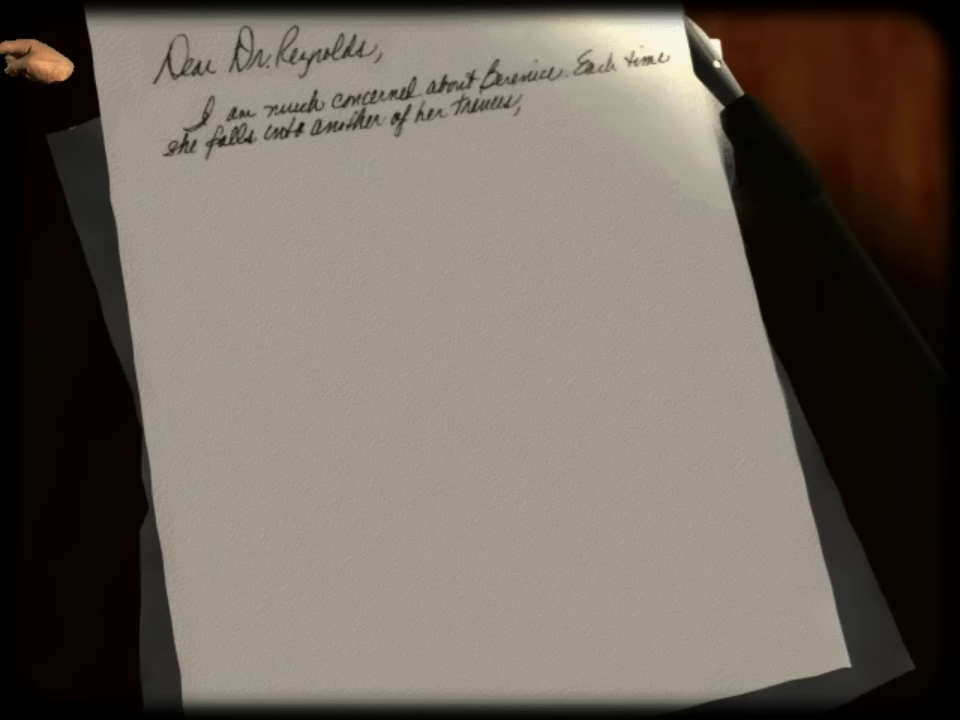 Dear Dr. Reynolds,
I am much concerned about Berenice. Each time
she falls into another of her trances,